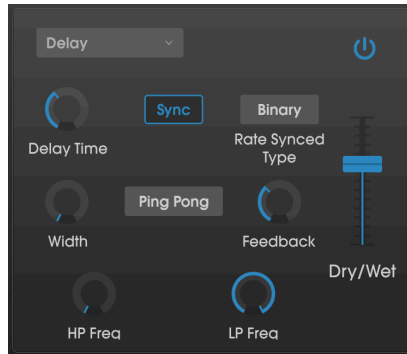 Delay
Sync
Binary
Delay Time
Rate Synced
Type
Ping Pong
Width
Feedback
Dry/Wet
HP Freq
LP Freq